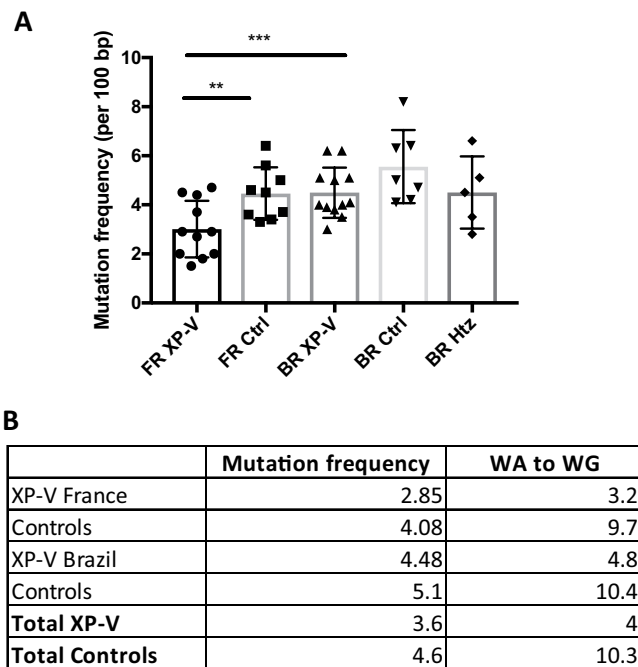 A
***
**
Mutation frequency (per 100 bp)
10
8
6
4
2
0
FR XP-V
FR Ctrl
BR XP-V
BR Ctrl
BR Htz
B
Mutation frequency WA to WG
XP-V France 2.85 3.2
Controls 4.08 9.7
XP-V Brazil 4.48 4.8
Controls 5.1 10.4
Total XP-V 3.6 4
Total Controls 4.6 10.3